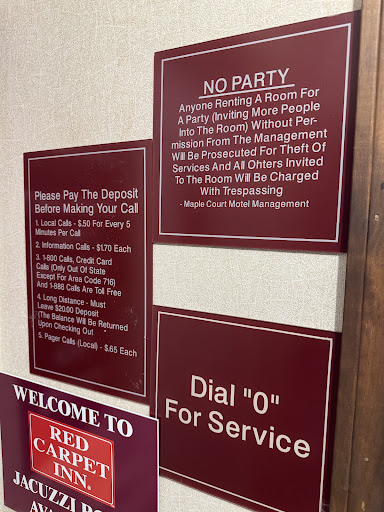 NO PARTY
Anyone Renting A Room For
A Party (Inviting More People
Into The Room) Without Per-
mission From The Management
Will Be Prosecuted For Theft Of
Services And All Ohters Invited
To The Room Will Be Charged
With Trespassing
- Maple Court Motel Management
Please Pay The Deposit
Before Making Your Call
1. Local Calls - $.50 For Every 5
Minutes Per Call
2. Information Calls - $1.70 Each
3. 1-800 Calls, Credit Card
Calls (Only Out Of State
Except For Area Code 716)
And 1-888 Calls Are Toll Free
4. Long Distance - Must
Leave $20.00 Deposit
(The Balance Will Be Returned
Upon Checking Out
5. Pager Calls (Local) - $.65 Each
Dial "0"
For Service
WELCOME TO
RED
CARPET
INN.
JACUZZI